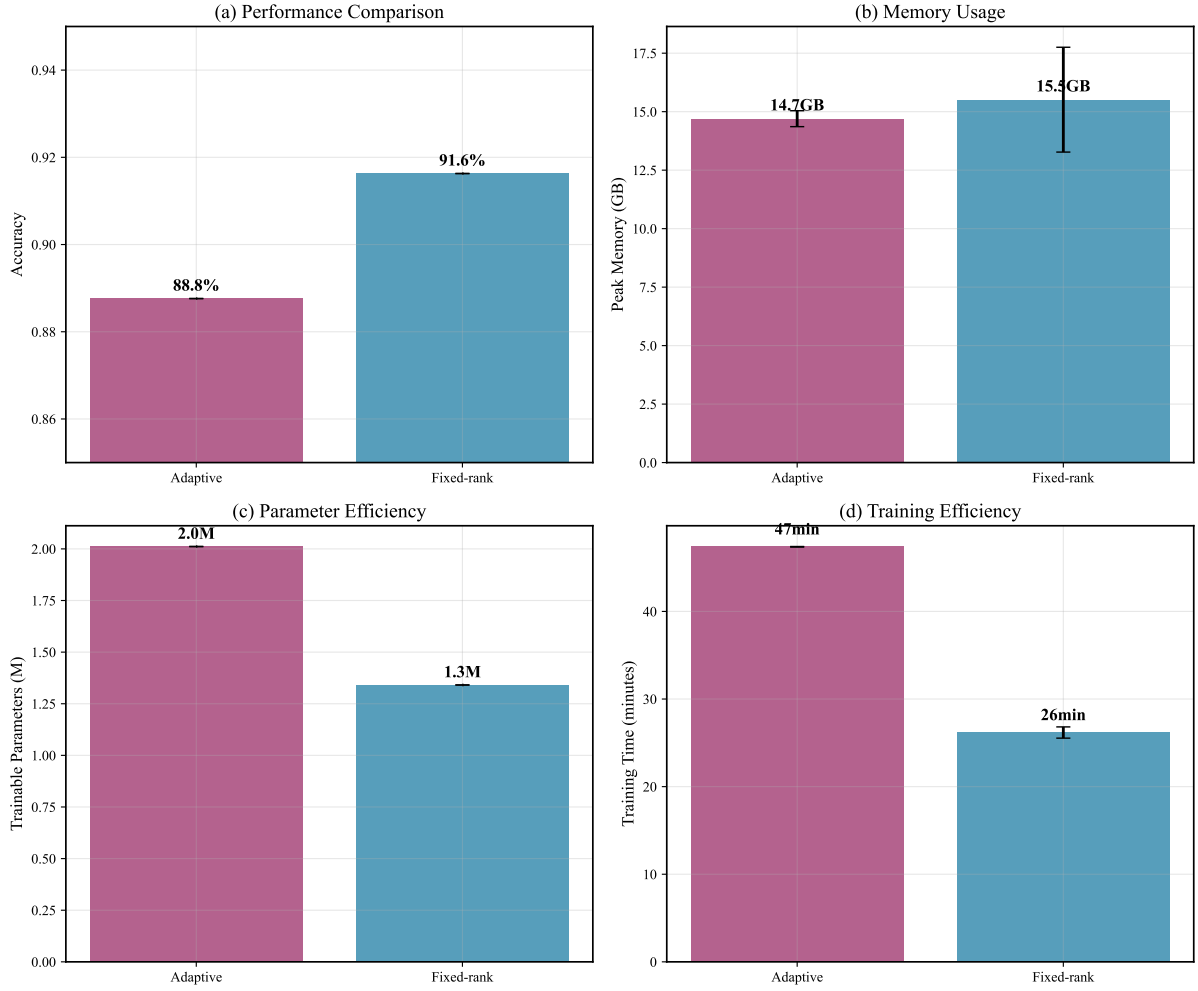 (a) Performance Comparison
Accuracy
0.94
0.92
0.90
0.88
0.86
88.8%
91.6%
Adaptive
Fixed-rank
(b) Memory Usage
Peak Memory (GB)
17.5
15.0
12.5
10.0
7.5
5.0
2.5
0.0
14.7GB
15.5GB
Adaptive
Fixed-rank
(c) Parameter Efficiency
Trainable Parameters (M)
2.00
1.75
1.50
1.25
1.00
0.75
0.50
0.25
0.00
2.0M
1.3M
Adaptive
Fixed-rank
(d) Training Efficiency
Training Time (minutes)
40
30
20
10
0
47min
26min
Adaptive
Fixed-rank